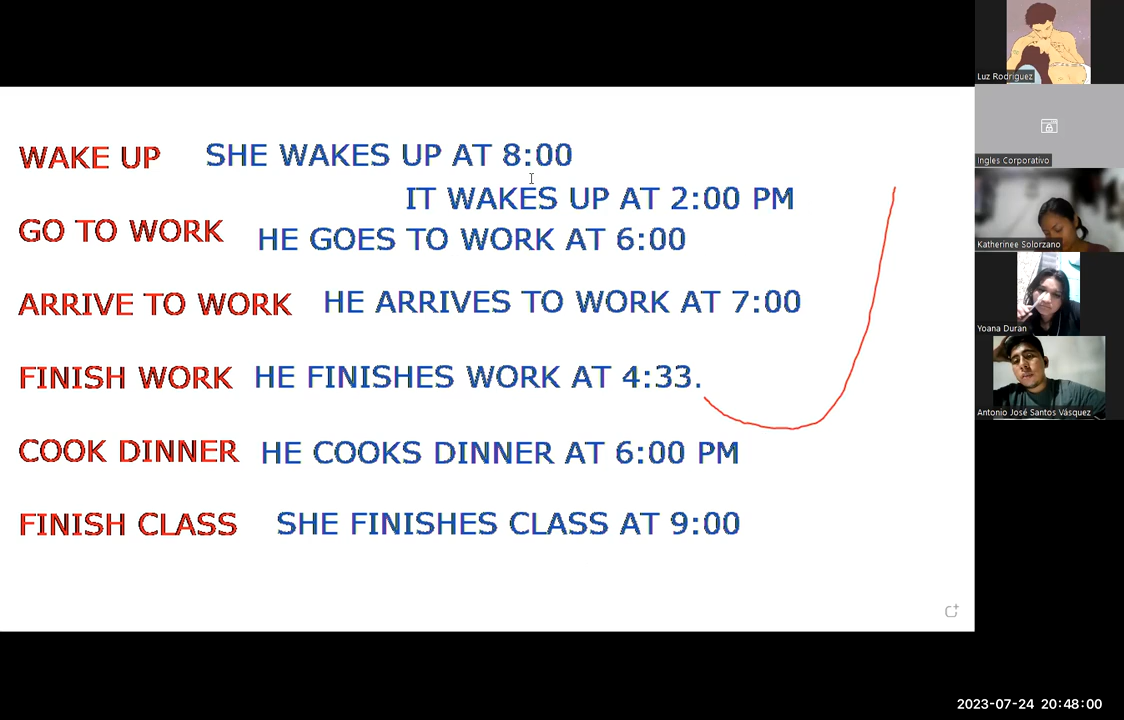 WAKE UP SHE WAKES UP AT 8:00
IT WAKES UP AT 2:00 PM
GO TO WORK HE GOES TO WORK AT 6:00
ARRIVE TO WORK HE ARRIVES TO WORK AT 7:00
FINISH WORK HE FINISHES WORK AT 4:33.
COOK DINNER HE COOKS DINNER AT 6:00 PM
FINISH CLASS SHE FINISHES CLASS AT 9:00
Luz Rodriguez
Ingles Corporativo
Katherinee Solorzano
Yoana Duran
Antonio José Santos Vásquez
2023-07-24 20:48:00